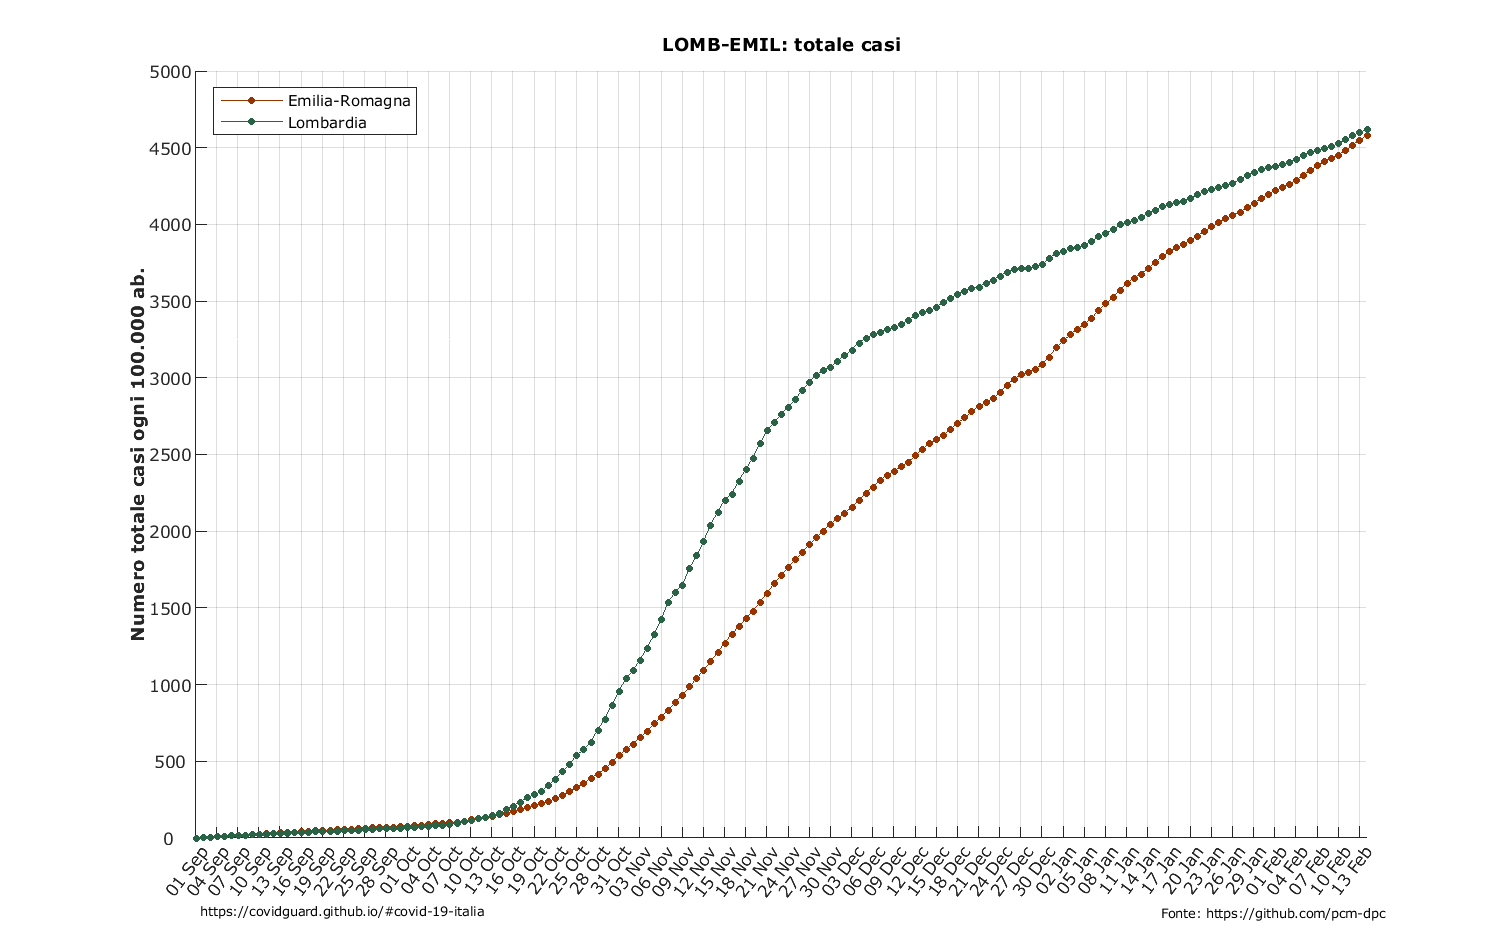 LOMB-EMIL: totale casi
5000
4500
4000
3500
3000
2500
2000
1500
1000
500
0
Numero totale casi ogni 100.000 ab.
Emilia-Romagna
Lombardia
01 Sep
04 Sep
07 Sep
10 Sep
13 Sep
16 Sep
19 Sep
22 Sep
25 Sep
28 Sep
01 Oct
04 Oct
07 Oct
10 Oct
13 Oct
16 Oct
19 Oct
22 Oct
25 Oct
28 Oct
31 Oct
03 Nov
06 Nov
09 Nov
12 Nov
15 Nov
18 Nov
21 Nov
24 Nov
27 Nov
30 Nov
03 Dec
06 Dec
09 Dec
12 Dec
15 Dec
18 Dec
21 Dec
24 Dec
27 Dec
30 Dec
02 Jan
05 Jan
08 Jan
11 Jan
14 Jan
17 Jan
20 Jan
23 Jan
26 Jan
29 Jan
01 Feb
04 Feb
07 Feb
10 Feb
13 Feb
https://covidguard.github.io/#covid-19-italia
Fonte: https://github.com/pcm-dpc